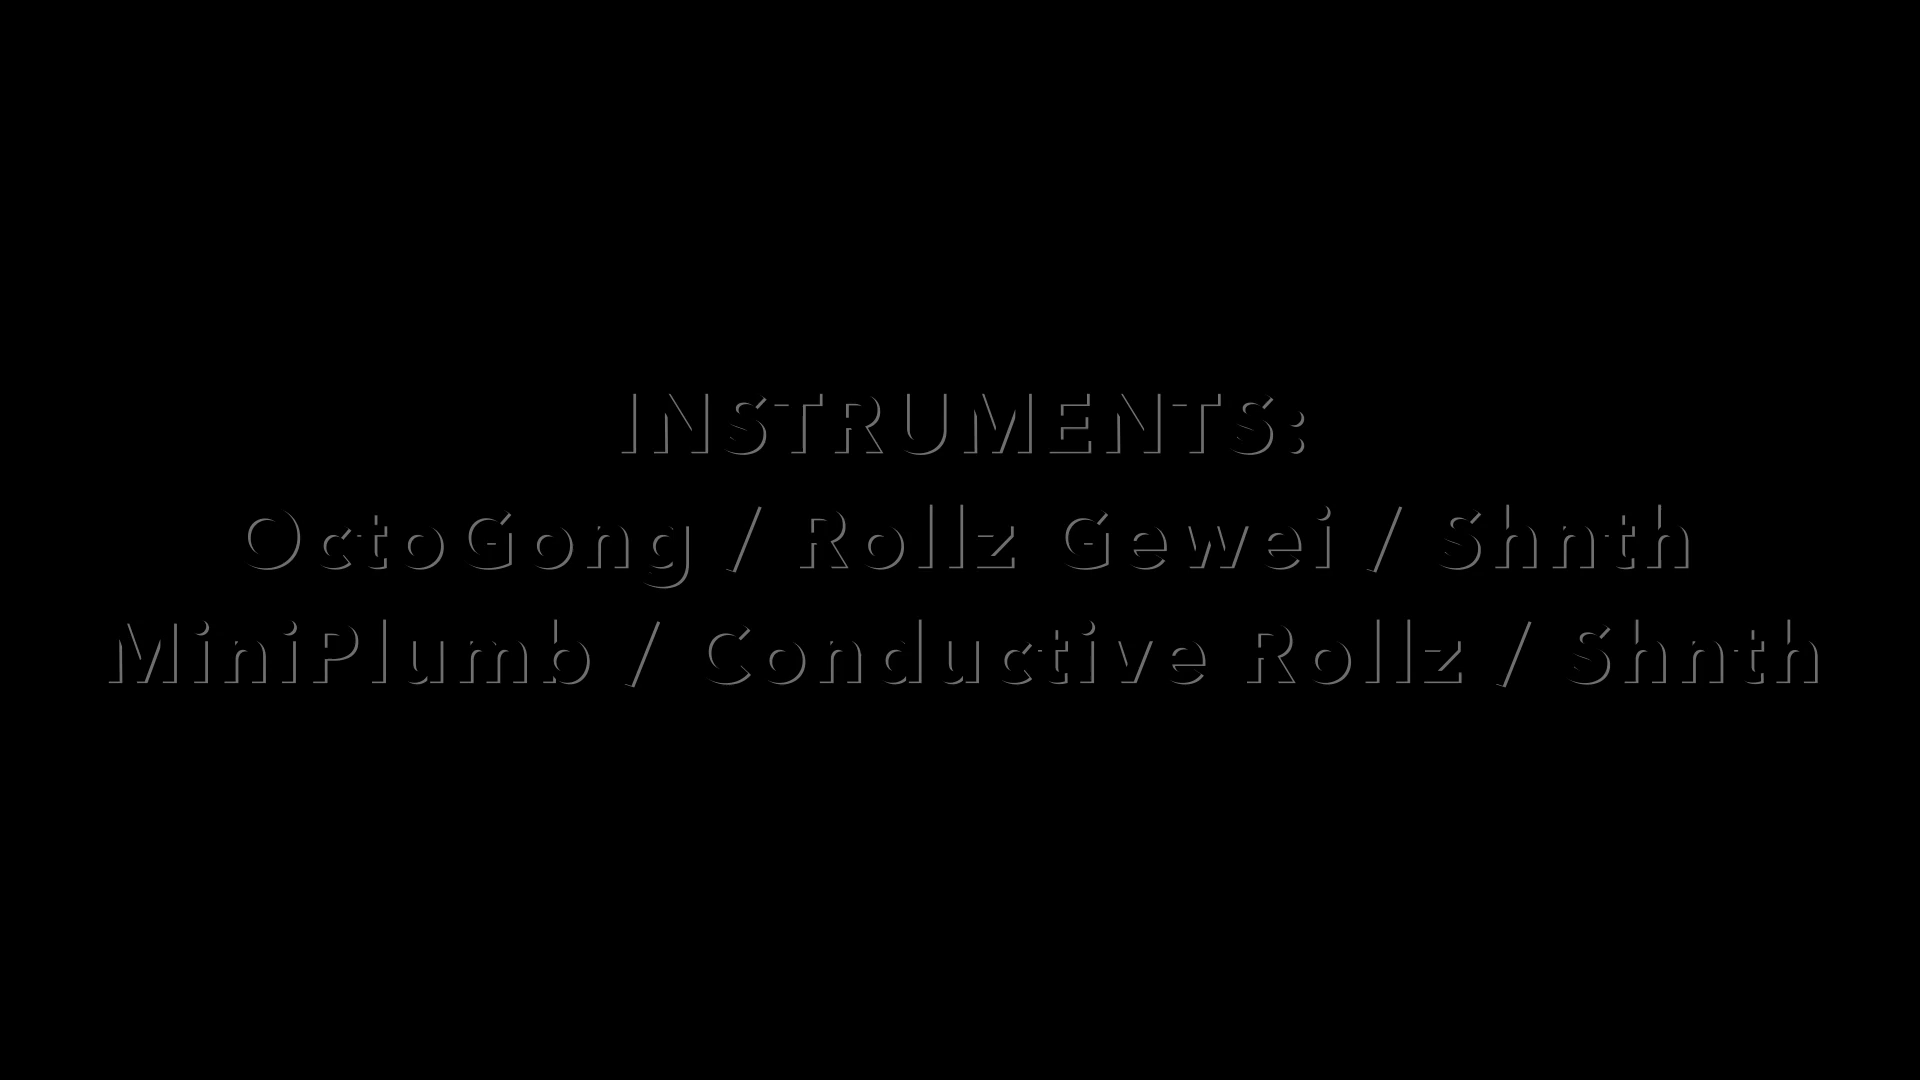 INSTRUMENTS:
OctoGong / Rollz Gewei / Shnth
MiniPlumb / Conductive Rollz / Shnth